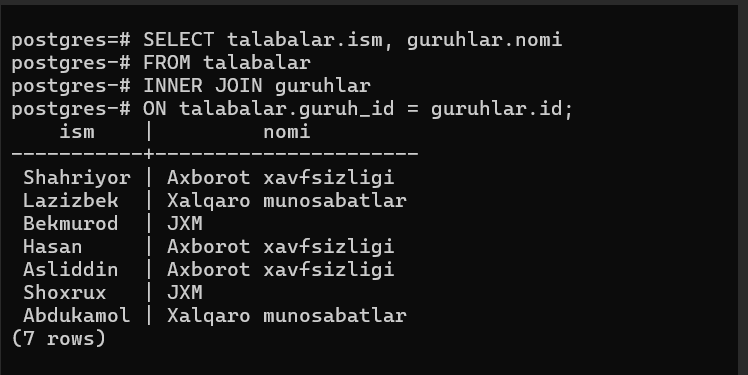 postgres=# SELECT talabalar.ism, guruhlar.nomi
postgres-# FROM talabalar
postgres-# INNER JOIN guruhlar
postgres-# ON talabalar.guruh_id = guruhlar.id;
    ism    |         nomi
-----------+----------------------
 Shahriyor | Axborot xavfsizligi
 Lazizbek  | Xalqaro munosabatlar
 Bekmurod  | JXM
 Hasan     | Axborot xavfsizligi
 Asliddin  | Axborot xavfsizligi
 Shoxrux   | JXM
 Abdukamol | Xalqaro munosabatlar
(7 rows)